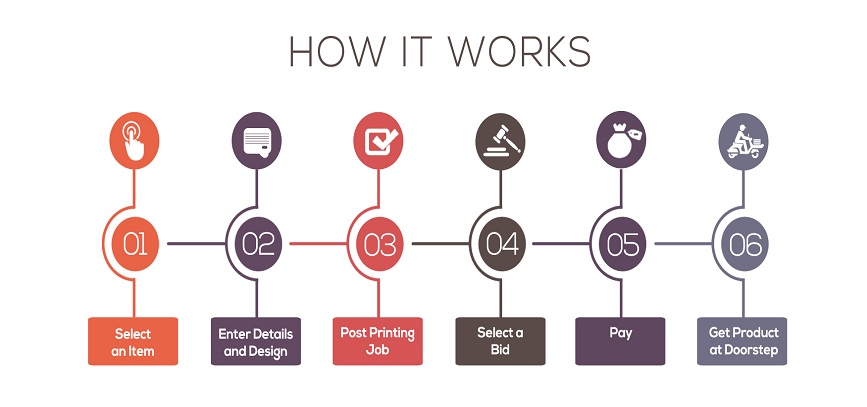 HOW IT WORKS
01
02
03
04
05
06
Select
an Item
Enter Details
and Design
Post Printing
Job
Select a
Bid
Pay
Get Product
at Doorstep